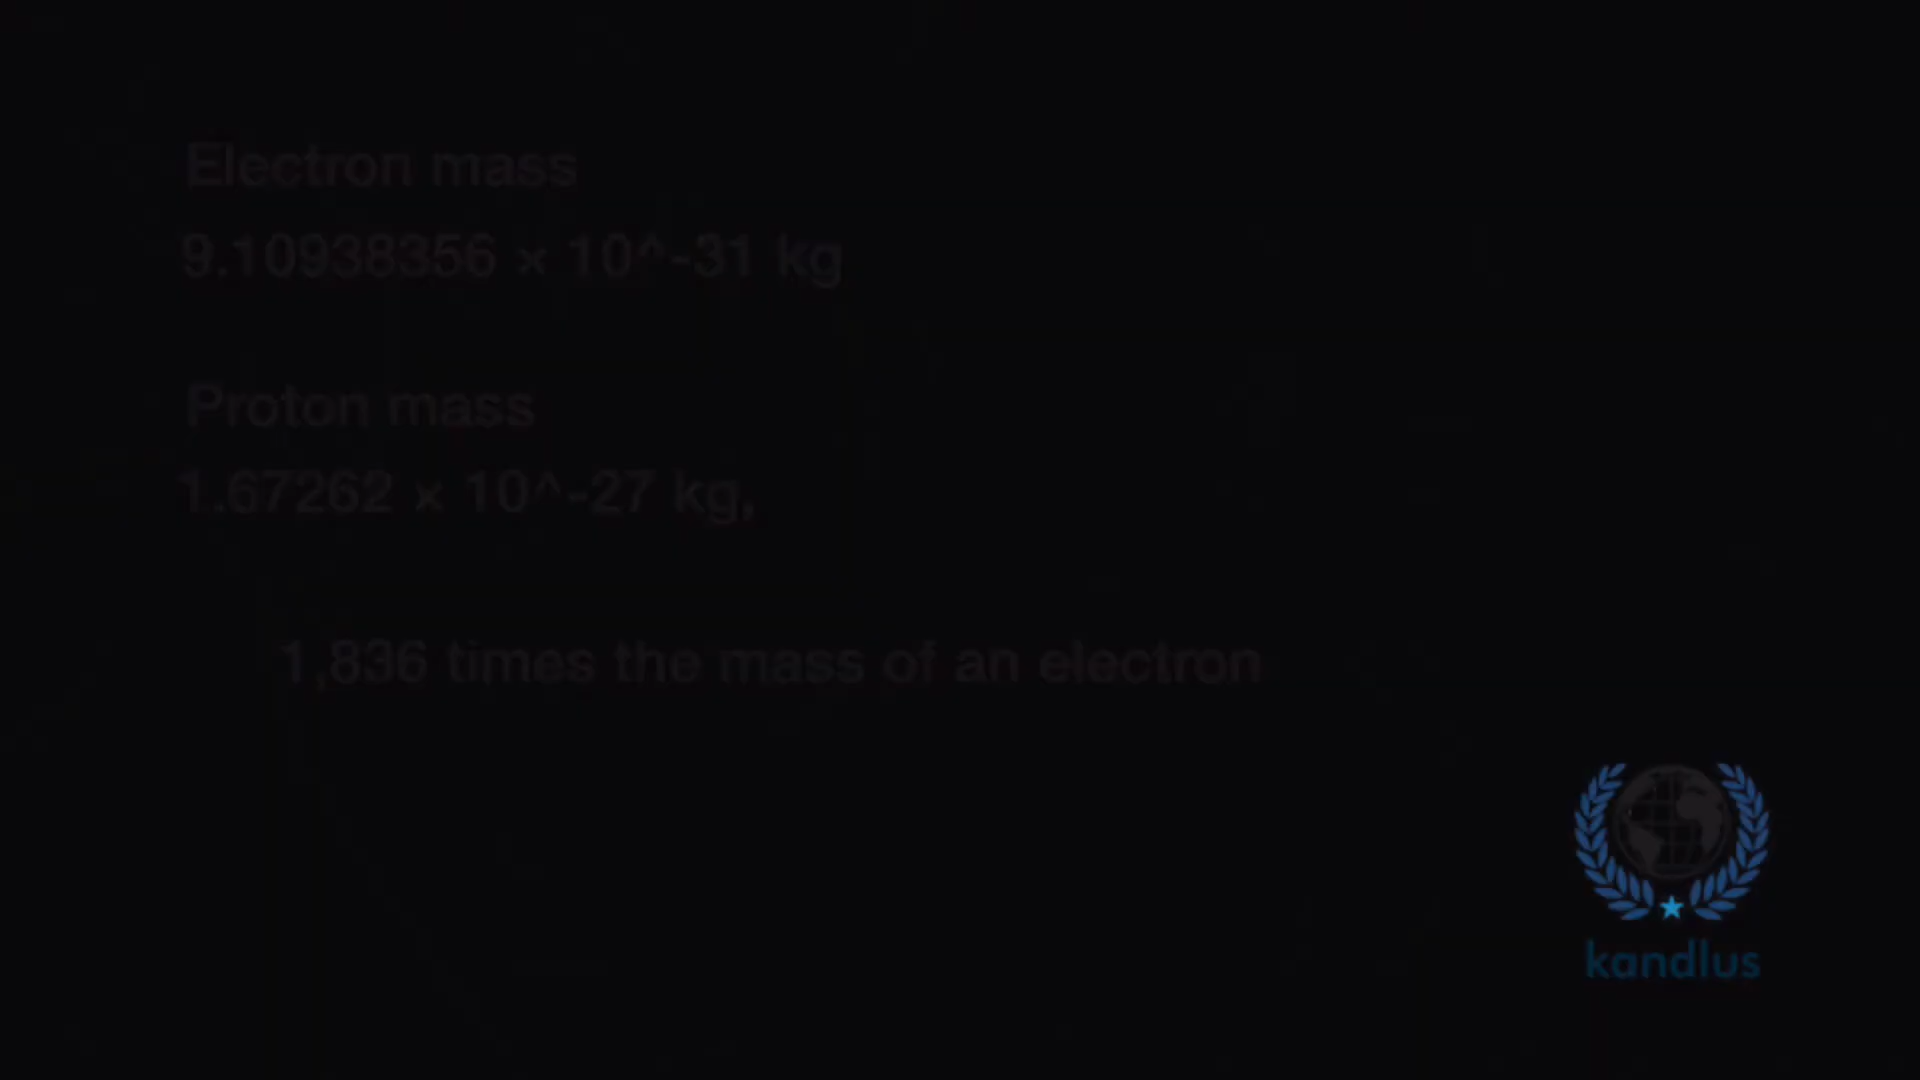 Electron mass
9.10938356 × 10^-31 kg
Proton mass
1.67262 × 10^-27 kg,
1,836 times the mass of an electron
kandlus